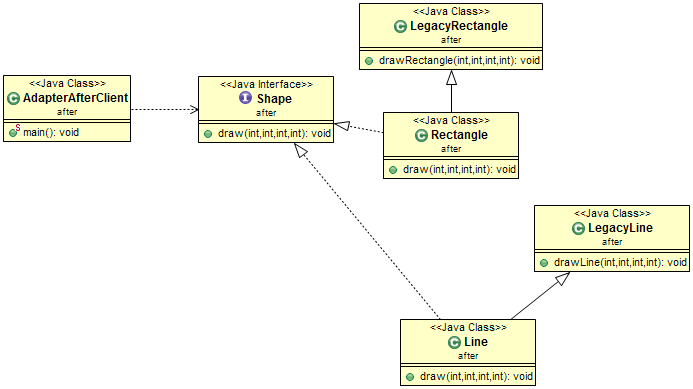 <<Java Class>>
LegacyRectangle
after
drawRectangle(int,int,int,int): void
<<Java Class>>
AdapterAfterClient
after
main(): void
<<Java Interface>>
Shape
after
draw(int,int,int,int): void
<<Java Class>>
Rectangle
after
draw(int,int,int,int): void
<<Java Class>>
LegacyLine
after
drawLine(int,int,int,int): void
<<Java Class>>
Line
after
draw(int,int,int,int): void